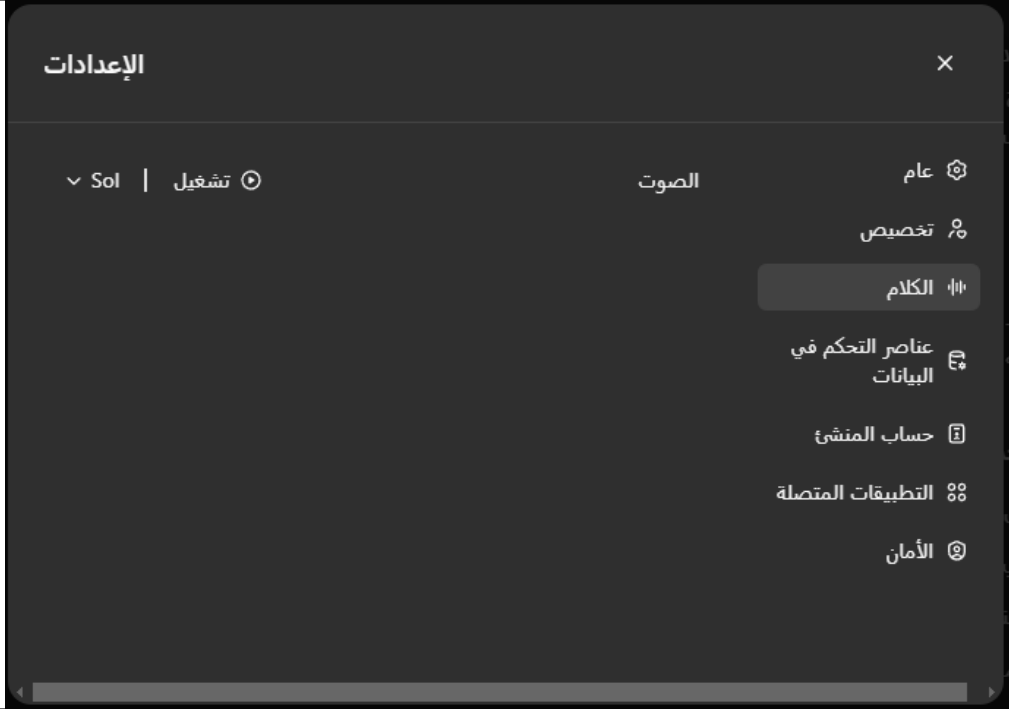 الإعدادات
عام
تخصيص
الكلام
عناصر التحكم في
البيانات
حساب المنشئ
التطبيقات المتصلة
الأمان
الصوت
تشغيل | Sol